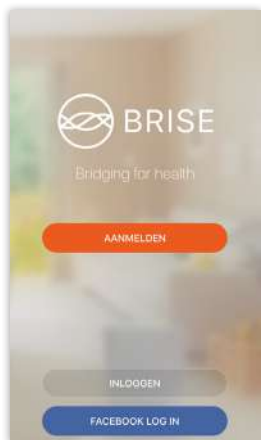 BRISE
Bridging for health
AANMELDEN
INLOGGEN
FACEBOOK LOG IN